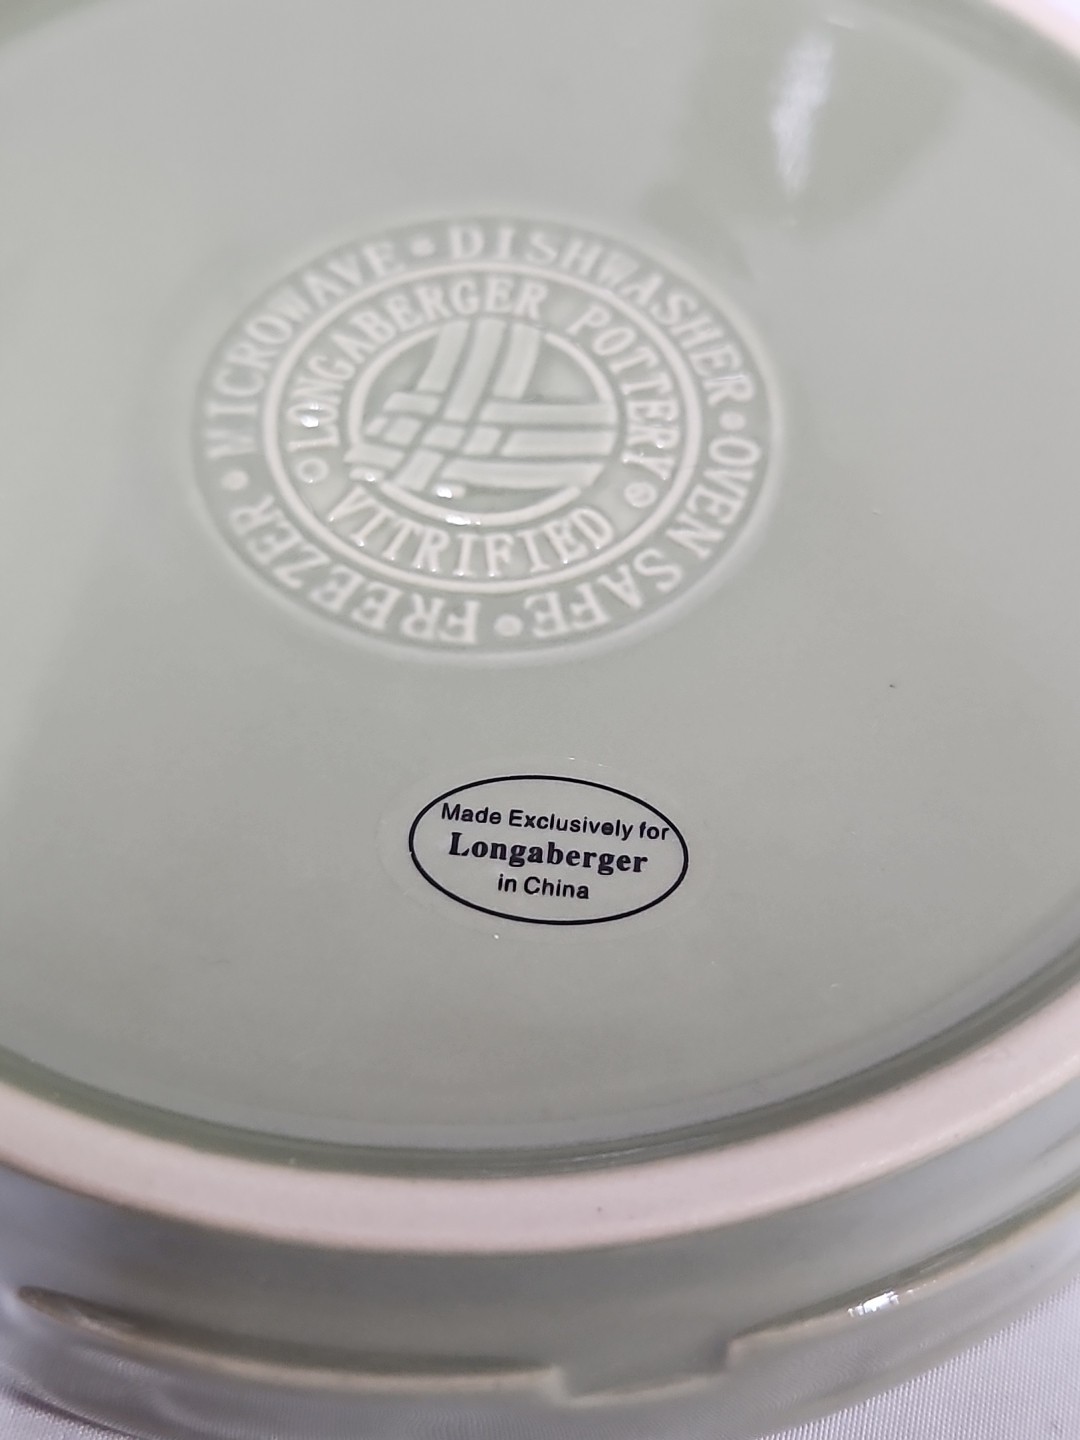 MICROWAVE • DISHWASHER • OVEN SAFE • FREEZER •
LONGABERGER POTTERY
VITRIFIED
Made Exclusively for
Longaberger
in China